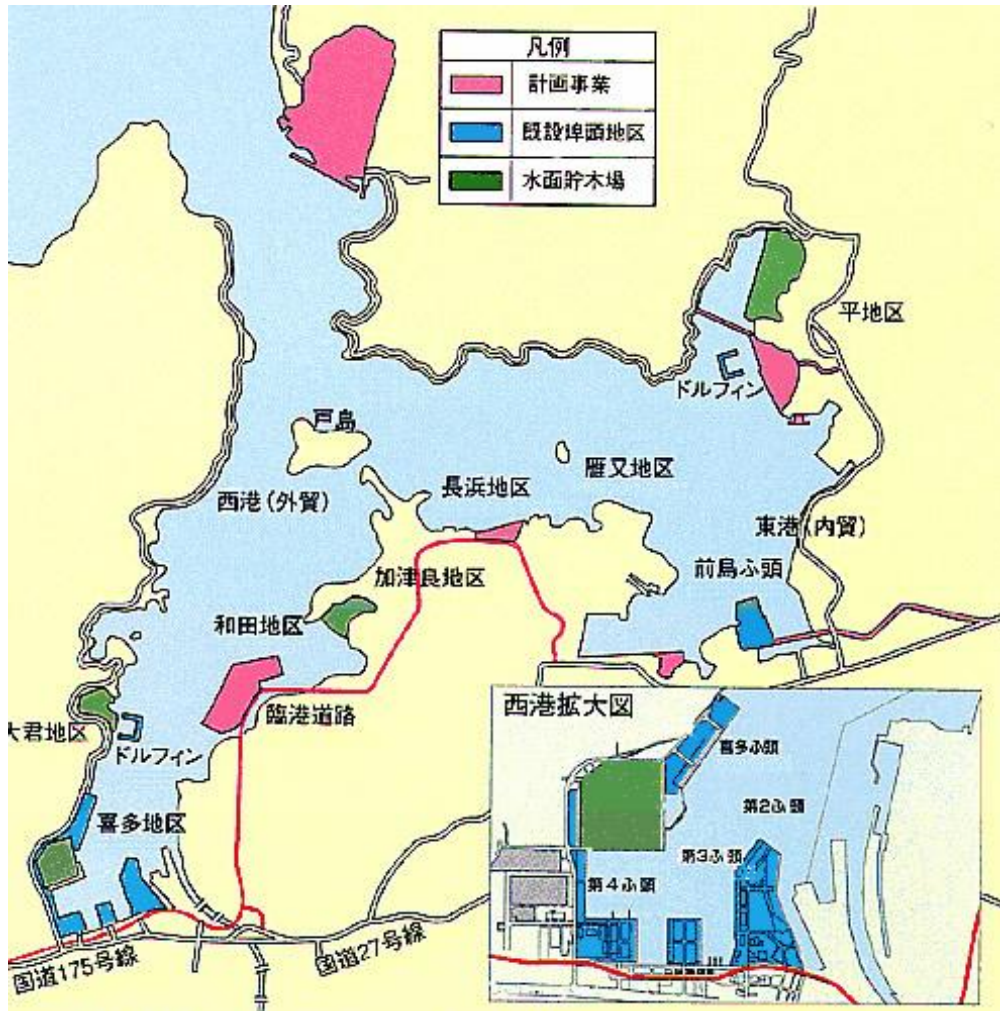 凡例
計画事業
既設埠頭地区
水面貯木場
平地区
ドルフィン
戸島
雁又地区
長浜地区
西港(外貿)
東港(内貿)
前島ふ頭
加津良地区
和田地区
臨港道路
大君地区
ドルフィン
喜多地区
国道175号線
国道27号線
西港拡大図
喜多ふ頭
第2ふ頭
第3ふ頭
第4ふ頭